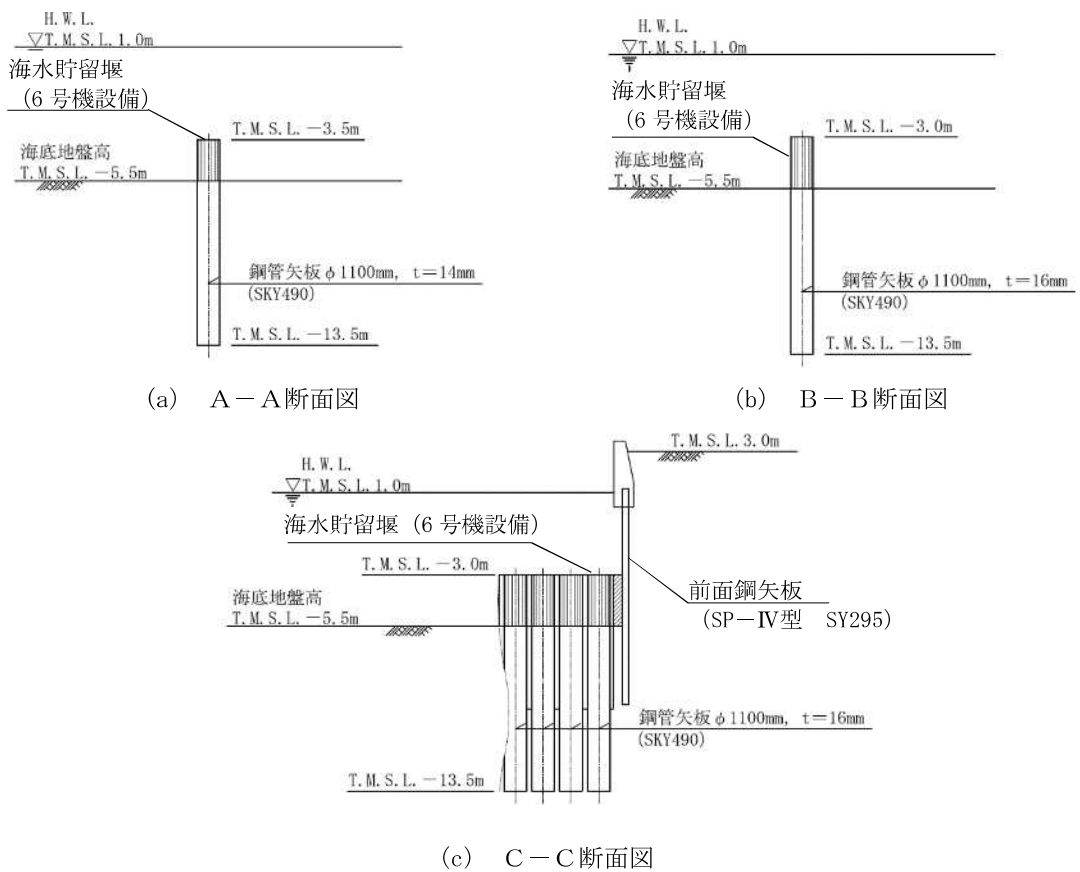 H.W.L.
T.M.S.L.1.0m
海水貯留堰
(6号機設備)
T.M.S.L.－3.5m
海底地盤高
T.M.S.L.－5.5m
鋼管矢板φ1100mm, t＝14mm
(SKY490)
T.M.S.L.－13.5m
(a) A－A断面図
H.W.L.
T.M.S.L.1.0m
海水貯留堰
(6号機設備)
T.M.S.L.－3.0m
海底地盤高
T.M.S.L.－5.5m
鋼管矢板φ1100mm, t＝16mm
(SKY490)
T.M.S.L.－13.5m
(b) B－B断面図
T.M.S.L.3.0m
H.W.L.
T.M.S.L.1.0m
海水貯留堰 (6号機設備)
T.M.S.L.－3.0m
前面鋼矢板
(SP－Ⅳ型 SY295)
海底地盤高
T.M.S.L.－5.5m
鋼管矢板φ1100mm, t＝16mm
(SKY490)
T.M.S.L.－13.5m
(c) C－C断面図